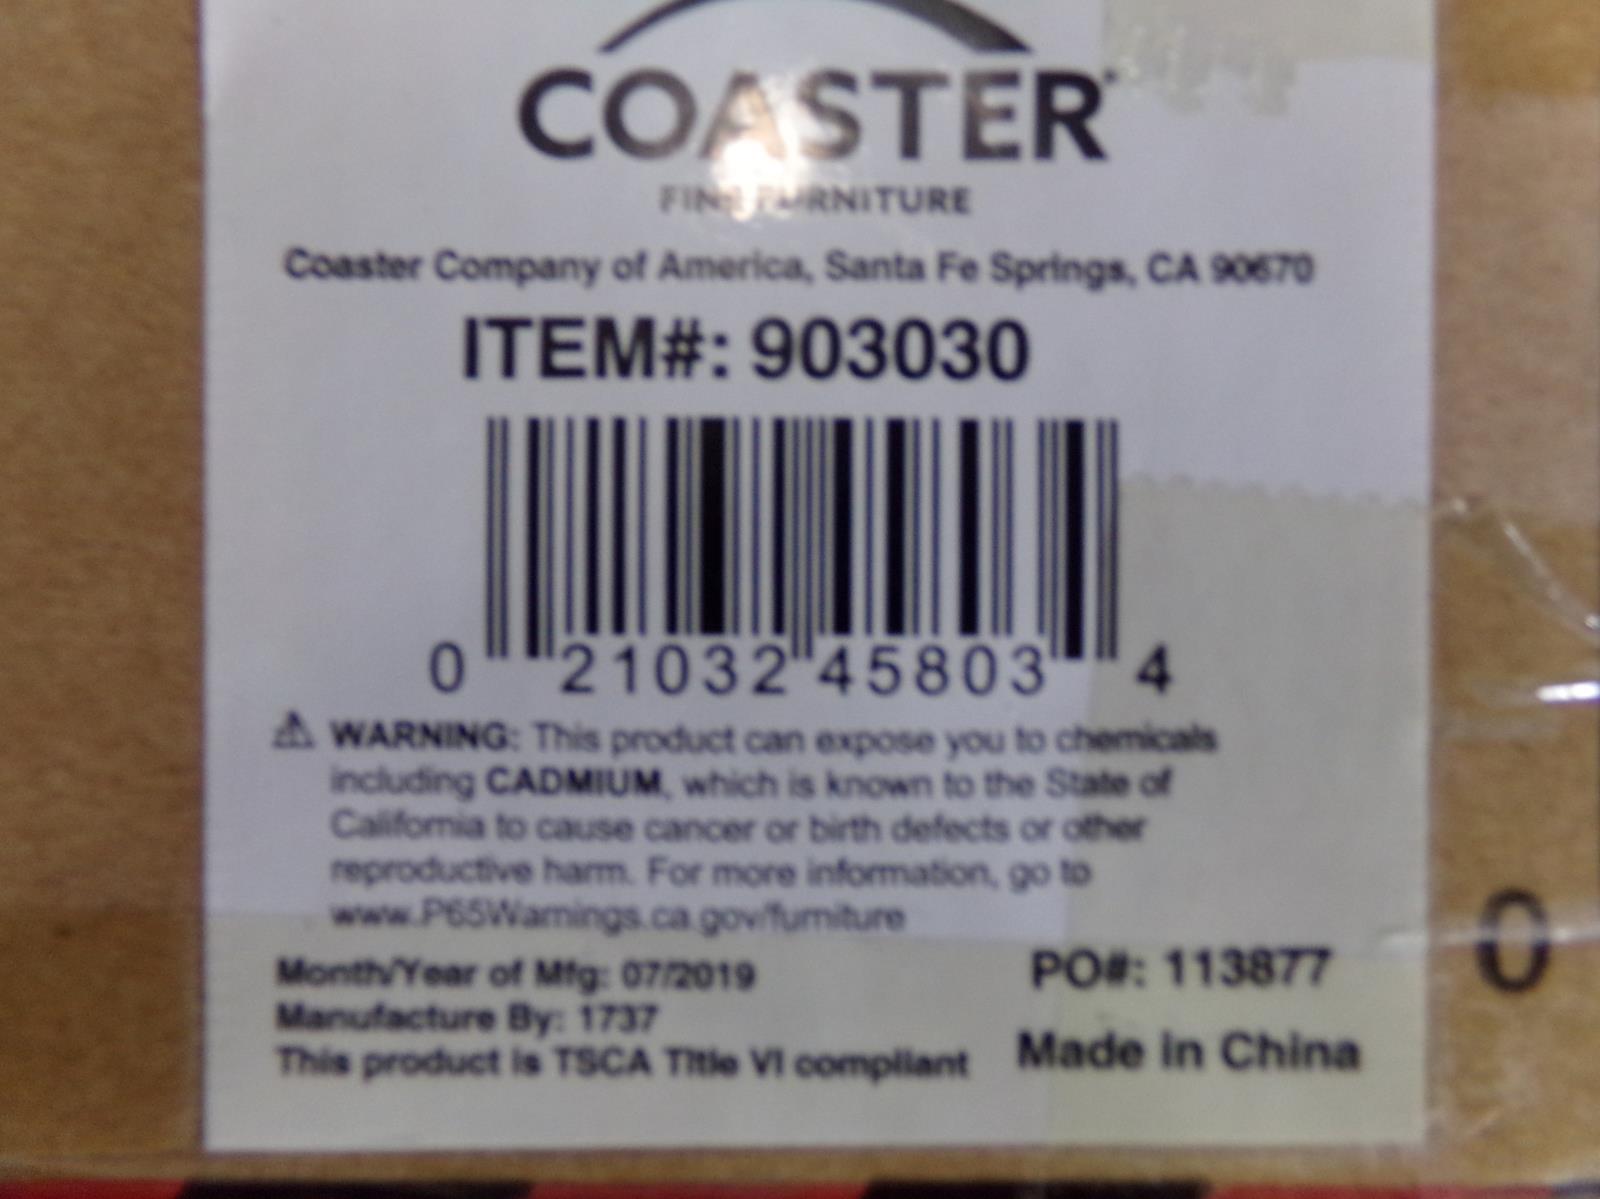 COASTER
FINE FURNITURE
Coaster Company of America, Santa Fe Springs, CA 90670
ITEM#: 903030
0 21032 45803 4
⚠ WARNING: This product can expose you to chemicals
including CADMIUM, which is known to the State of
California to cause cancer or birth defects or other
reproductive harm. For more information, go to
www.P65Warnings.ca.gov/furniture
Month/Year of Mfg: 07/2019
Manufacture By: 1737
This product is TSCA Title VI compliant
PO#: 113877
Made in China
0